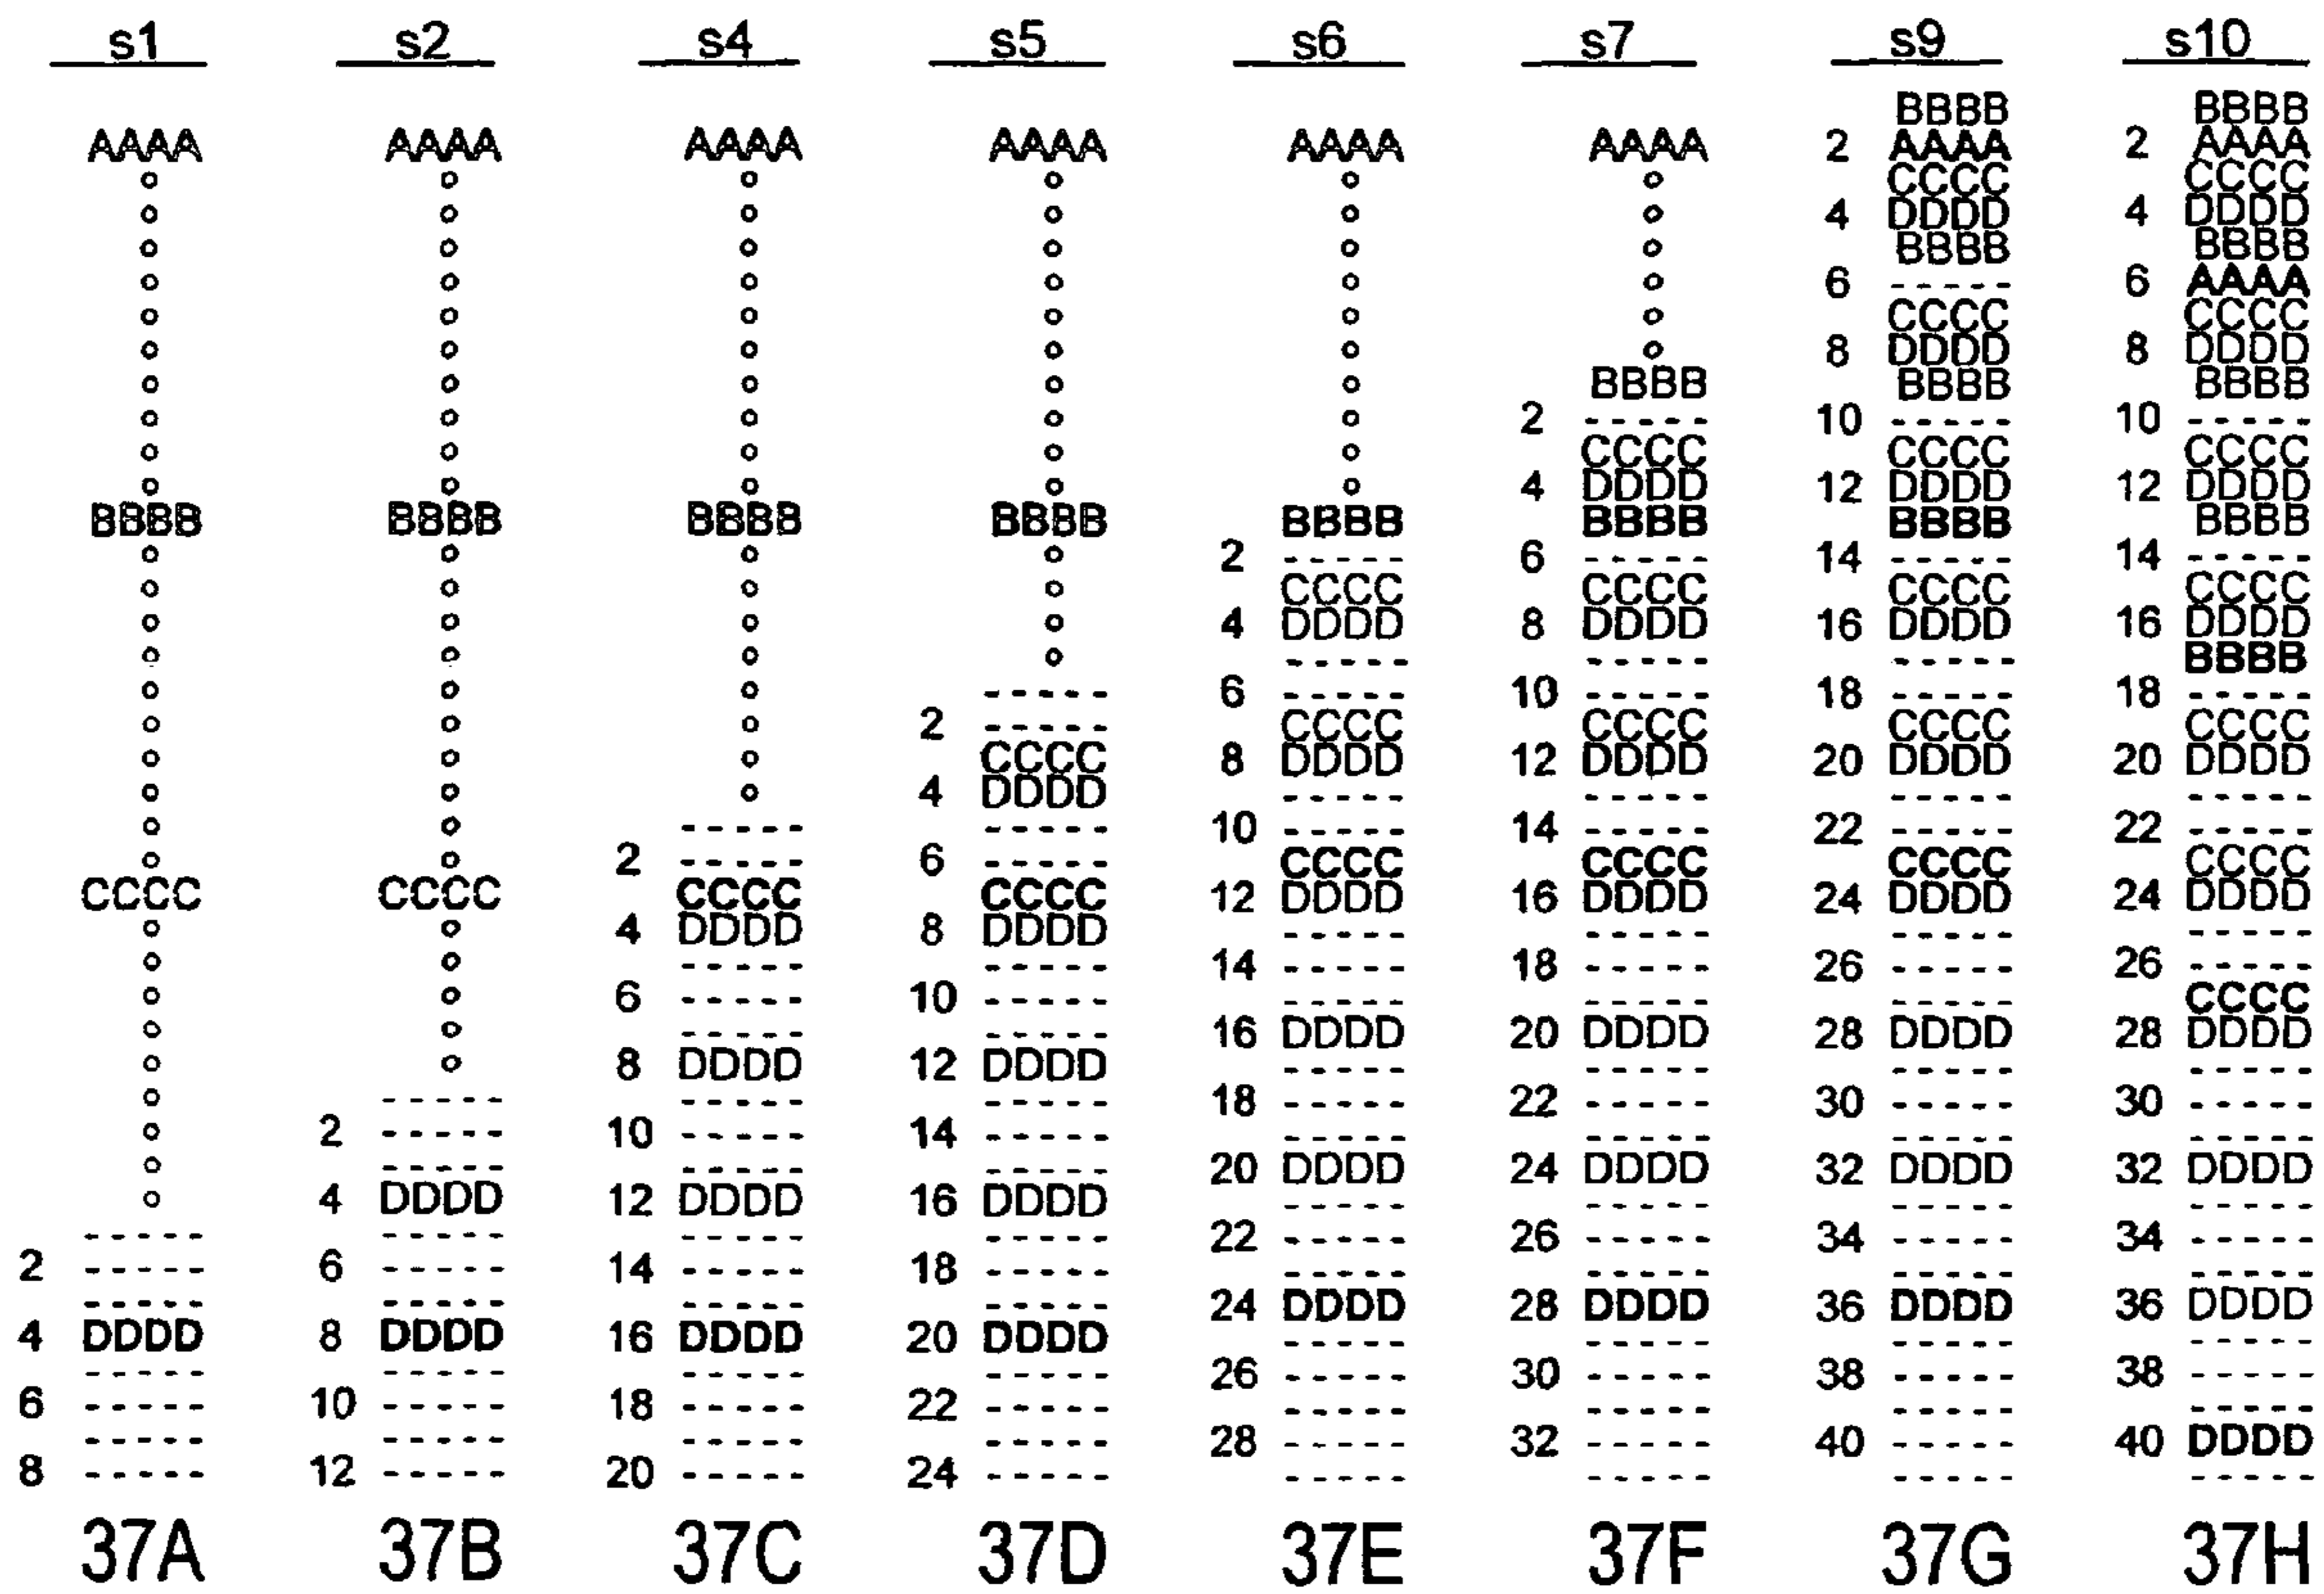 s1
AAAA
BBBB
CCCC
2
4 DDDD
6
8
37A
s2
AAAA
BBBB
CCCC
2
4 DDDD
6
8 DDDD
10
12
37B
s4
AAAA
BBBB
2
CCCC
4 DDDD
6
8 DDDD
10
12 DDDD
14
16 DDDD
18
20
37C
s5
AAAA
BBBB
2
CCCC
4 DDDD
6
CCCC
8 DDDD
10
12 DDDD
14
16 DDDD
18
20 DDDD
22
24
37D
s6
AAAA
BBBB
2
CCCC
4 DDDD
6
CCCC
8 DDDD
10
CCCC
12 DDDD
14
16 DDDD
18
20 DDDD
22
24 DDDD
26
28
37E
s7
AAAA
BBBB
2
CCCC
4 DDDD
BBBB
6
CCCC
8 DDDD
10
CCCC
12 DDDD
14
CCCC
16 DDDD
18
20 DDDD
22
24 DDDD
26
28 DDDD
30
32
37F
s9
BBBB
2 AAAA
CCCC
4 DDDD
BBBB
6
CCCC
8 DDDD
BBBB
10
CCCC
12 DDDD
BBBB
14
CCCC
16 DDDD
18
CCCC
20 DDDD
22
CCCC
24 DDDD
26
28 DDDD
30
32 DDDD
34
36 DDDD
38
40
37G
s10
BBBB
2 AAAA
CCCC
4 DDDD
BBBB
6 AAAA
CCCC
8 DDDD
BBBB
10
CCCC
12 DDDD
BBBB
14
CCCC
16 DDDD
BBBB
18
CCCC
20 DDDD
22
CCCC
24 DDDD
26
CCCC
28 DDDD
30
32 DDDD
34
36 DDDD
38
40 DDDD
37H